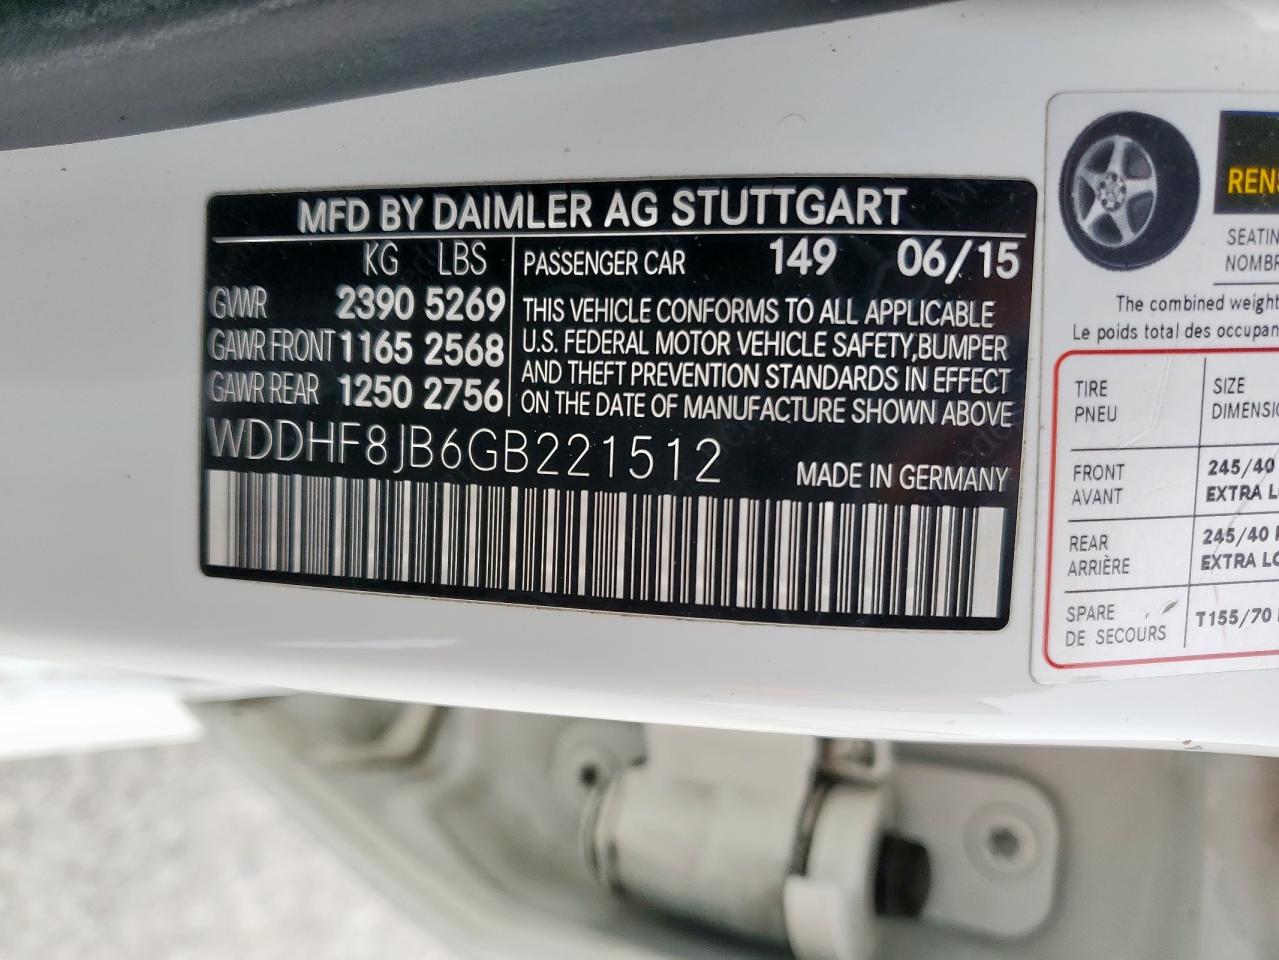 MFD BY DAIMLER AG STUTTGART
KG LBS
GVWR 2390 5269
GAWR FRONT 1165 2568
GAWR REAR 1250 2756
PASSENGER CAR 149 06/15
THIS VEHICLE CONFORMS TO ALL APPLICABLE
U.S. FEDERAL MOTOR VEHICLE SAFETY,BUMPER
AND THEFT PREVENTION STANDARDS IN EFFECT
ON THE DATE OF MANUFACTURE SHOWN ABOVE
WDDHF8JB6GB221512
MADE IN GERMANY
RENS
SEATIN
NOMBR
The combined weight
Le poids total des occupan
TIRE SIZE
PNEU DIMENSI
FRONT 245/40
AVANT EXTRA L
REAR 245/40
ARRIÈRE EXTRA LO
SPARE T155/70
DE SECOURS